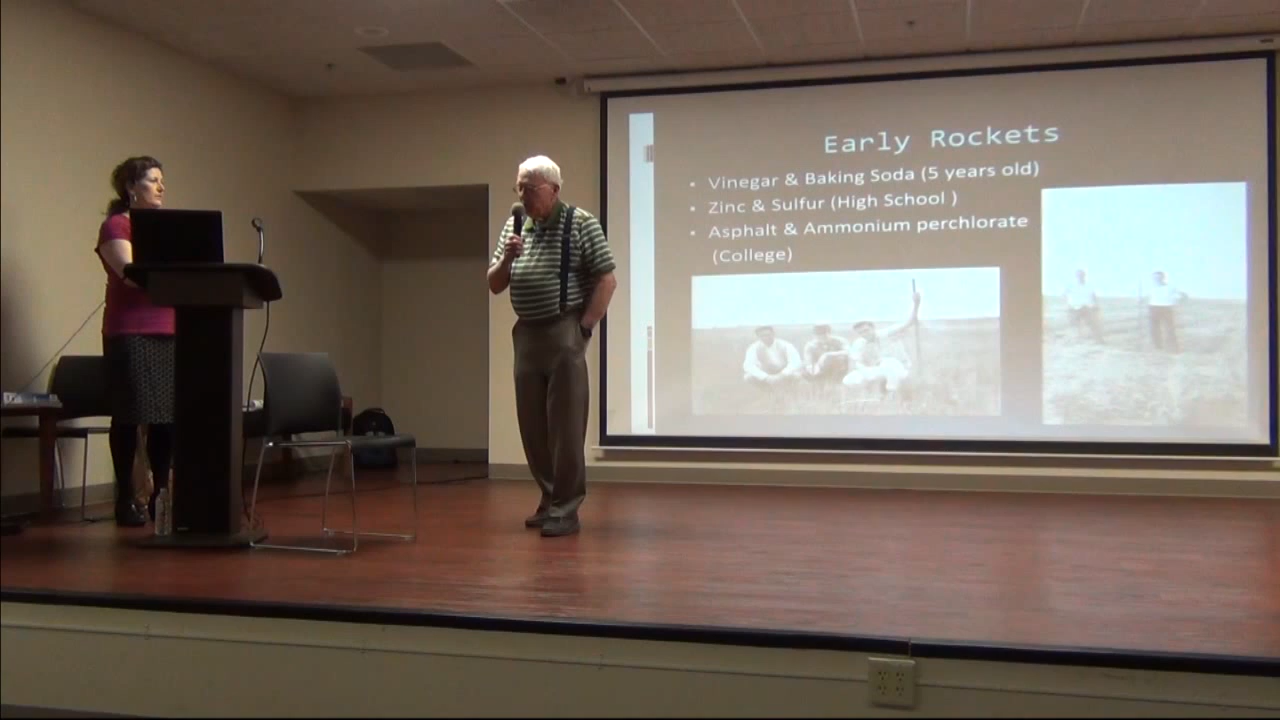 Early Rockets
• Vinegar & Baking Soda (5 years old)
• Zinc & Sulfur (High School )
• Asphalt & Ammonium perchlorate
(College)